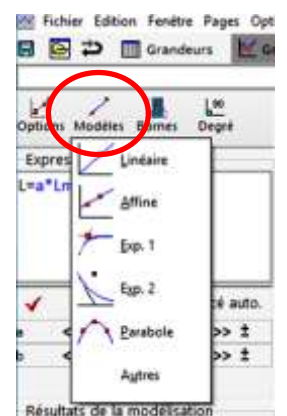 Fichier Edition Fenêtre Pages Opt
Grandeurs
Options Modèles Bornes Degré
Expres
L=a*Lm
Linéaire
Affine
Exp. 1
Exp. 2
Parabole
Autres
cé auto.
a < >> ±
b < >> ±
Résultats de la modélisation